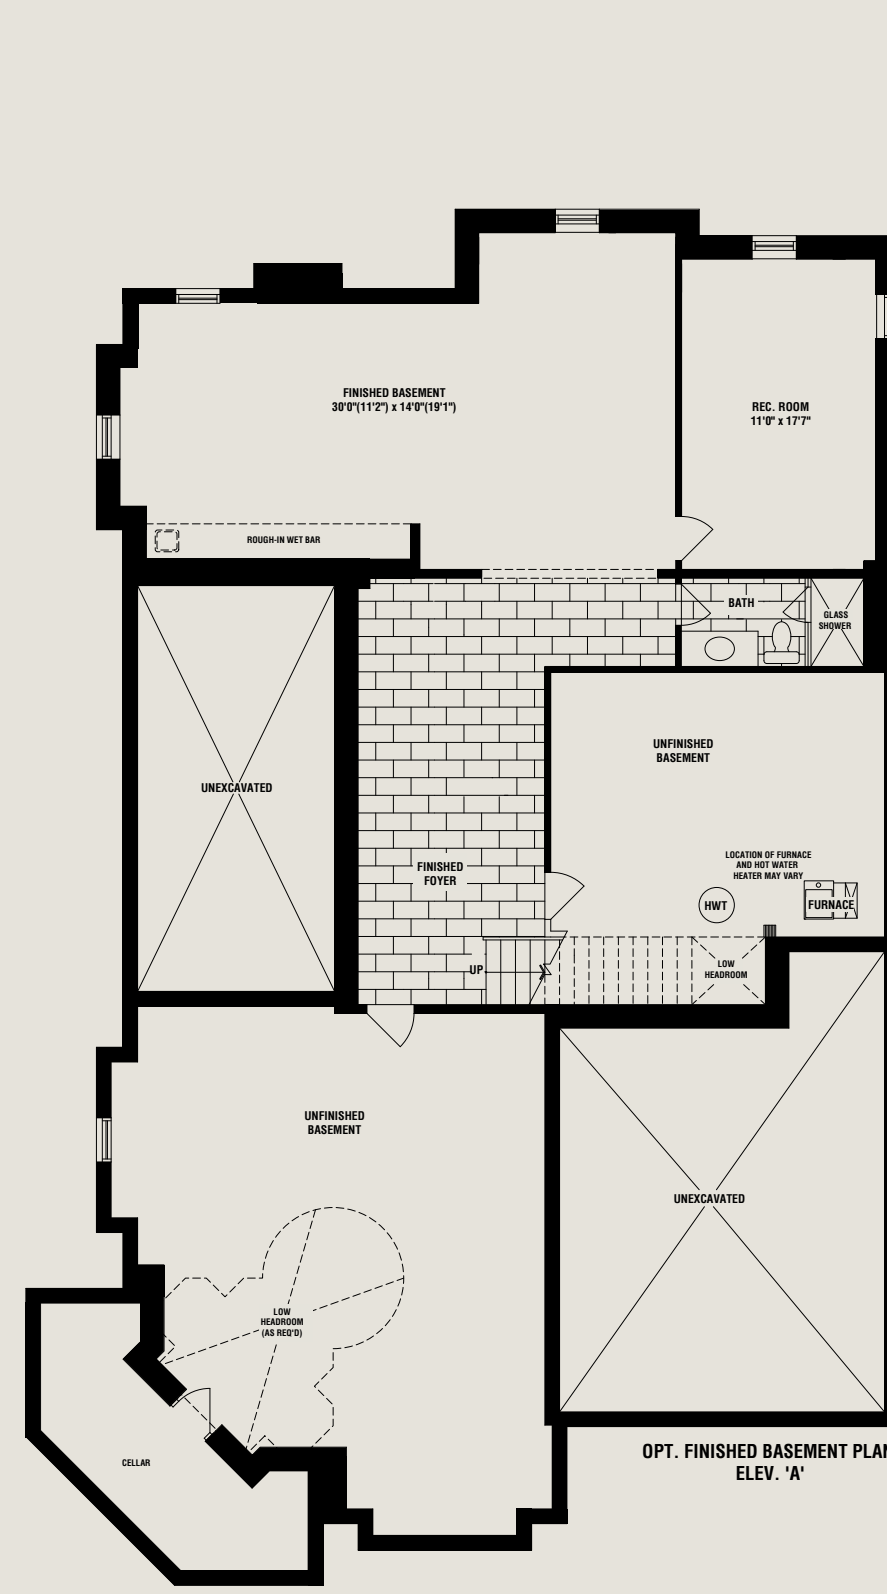 FINISHED BASEMENT
30'0"(11'2") x 14'0"(19'1")
REC. ROOM
11'0" x 17'7"
ROUGH-IN WET BAR
BATH
GLASS
SHOWER
UNFINISHED
BASEMENT
UNEXCAVATED
FINISHED
FOYER
LOCATION OF FURNACE
AND HOT WATER
HEATER MAY VARY
HWT
FURNACE
UP
LOW
HEADROOM
UNFINISHED
BASEMENT
UNEXCAVATED
LOW
HEADROOM
(AS REQ'D)
CELLAR
OPT. FINISHED BASEMENT PLAN
ELEV. 'A'